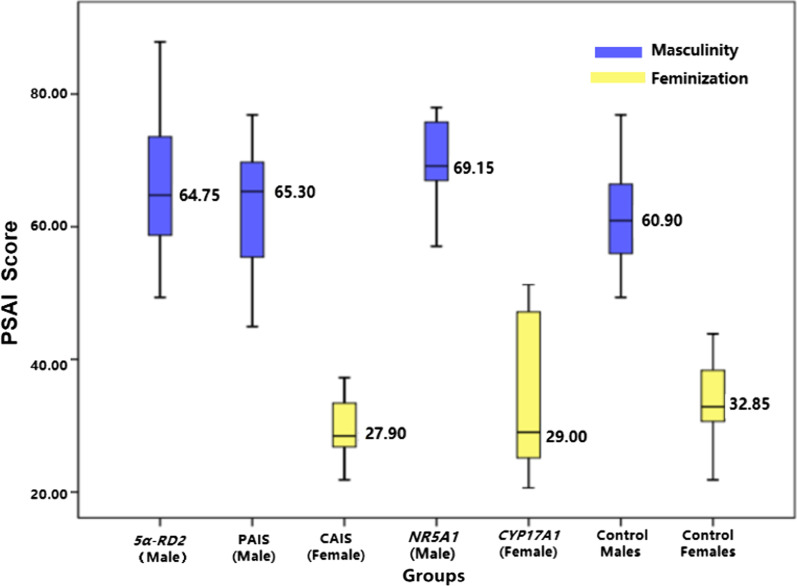 Masculinity
Feminization
PSAI Score
80.00
60.00
40.00
20.00
64.75
65.30
27.90
69.15
29.00
60.90
32.85
5α-RD2
(Male)
PAIS
(Male)
CAIS
(Female)
NR5A1
(Male)
CYP17A1
(Female)
Control
Males
Control
Females
Groups